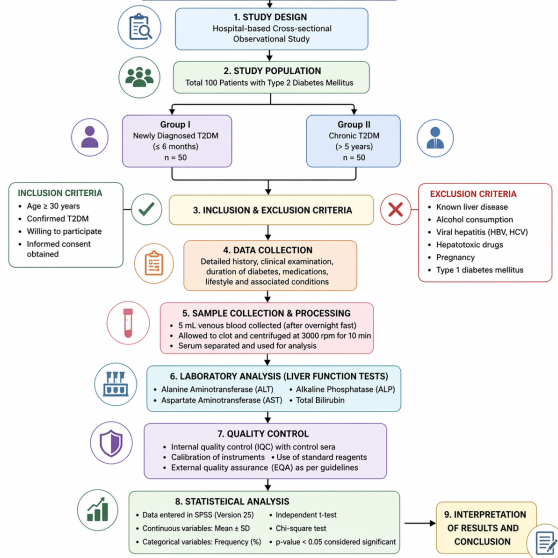 1. STUDY DESIGN
Hospital-based Cross-sectional
Observational Study
2. STUDY POPULATION
Total 100 Patients with Type 2 Diabetes Mellitus
Group I
Newly Diagnosed T2DM
(≤ 6 months)
n = 50
Group II
Chronic T2DM
(> 5 years)
n = 50
INCLUSION CRITERIA
• Age ≥ 30 years
• Confirmed T2DM
• Willing to participate
• Informed consent
obtained
3. INCLUSION & EXCLUSION CRITERIA
EXCLUSION CRITERIA
• Known liver disease
• Alcohol consumption
• Viral hepatitis (HBV, HCV)
• Hepatotoxic drugs
• Pregnancy
• Type 1 diabetes mellitus
4. DATA COLLECTION
Detailed history, clinical examination,
duration of diabetes, medications,
lifestyle and associated conditions
5. SAMPLE COLLECTION & PROCESSING
• 5 mL venous blood collected (after overnight fast)
• Allowed to clot and centrifuged at 3000 rpm for 10 min
• Serum separated and used for analysis
6. LABORATORY ANALYSIS (LIVER FUNCTION TESTS)
• Alanine Aminotransferase (ALT) • Alkaline Phosphatase (ALP)
• Aspartate Aminotransferase (AST) • Total Bilirubin
7. QUALITY CONTROL
• Internal quality control (IQC) with control sera
• Calibration of instruments • Use of standard reagents
• External quality assurance (EQA) as per guidelines
8. STATISTEICAL ANALYSIS
• Data entered in SPSS (Version 25) • Independent t-test
• Continuous variables: Mean ± SD • Chi-square test
• Categorical variables: Frequency (%) • p-value < 0.05 considered significant
9. INTERPRETATION
OF RESULTS AND
CONCLUSION